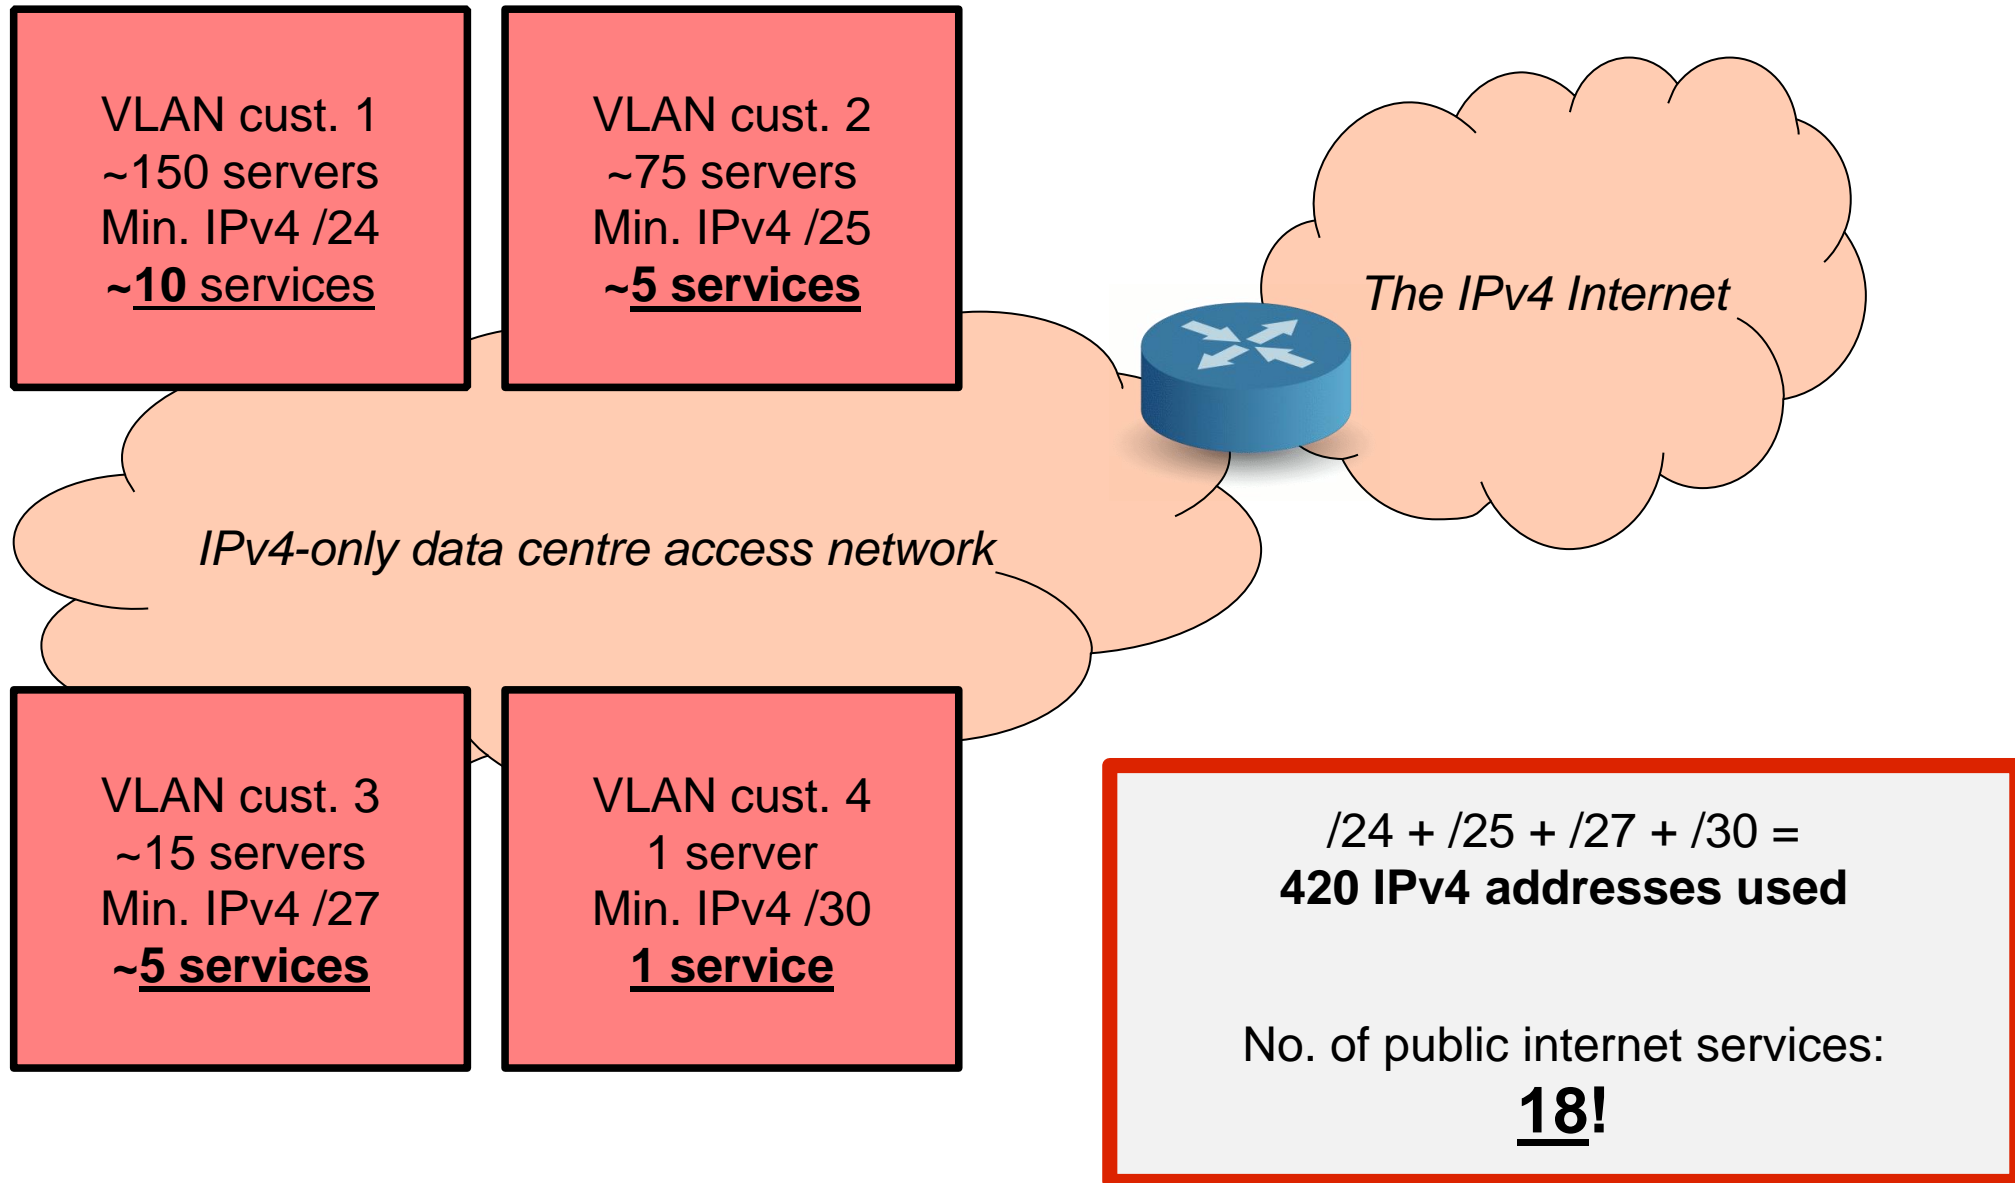 VLAN cust. 1
~150 servers
Min. IPv4 /24
~10 services
VLAN cust. 2
~75 servers
Min. IPv4 /25
~5 services
The IPv4 Internet
IPv4-only data centre access network
VLAN cust. 3
~15 servers
Min. IPv4 /27
~5 services
VLAN cust. 4
1 server
Min. IPv4 /30
1 service
/24 + /25 + /27 + /30 =
420 IPv4 addresses used
No. of public internet services:
18!